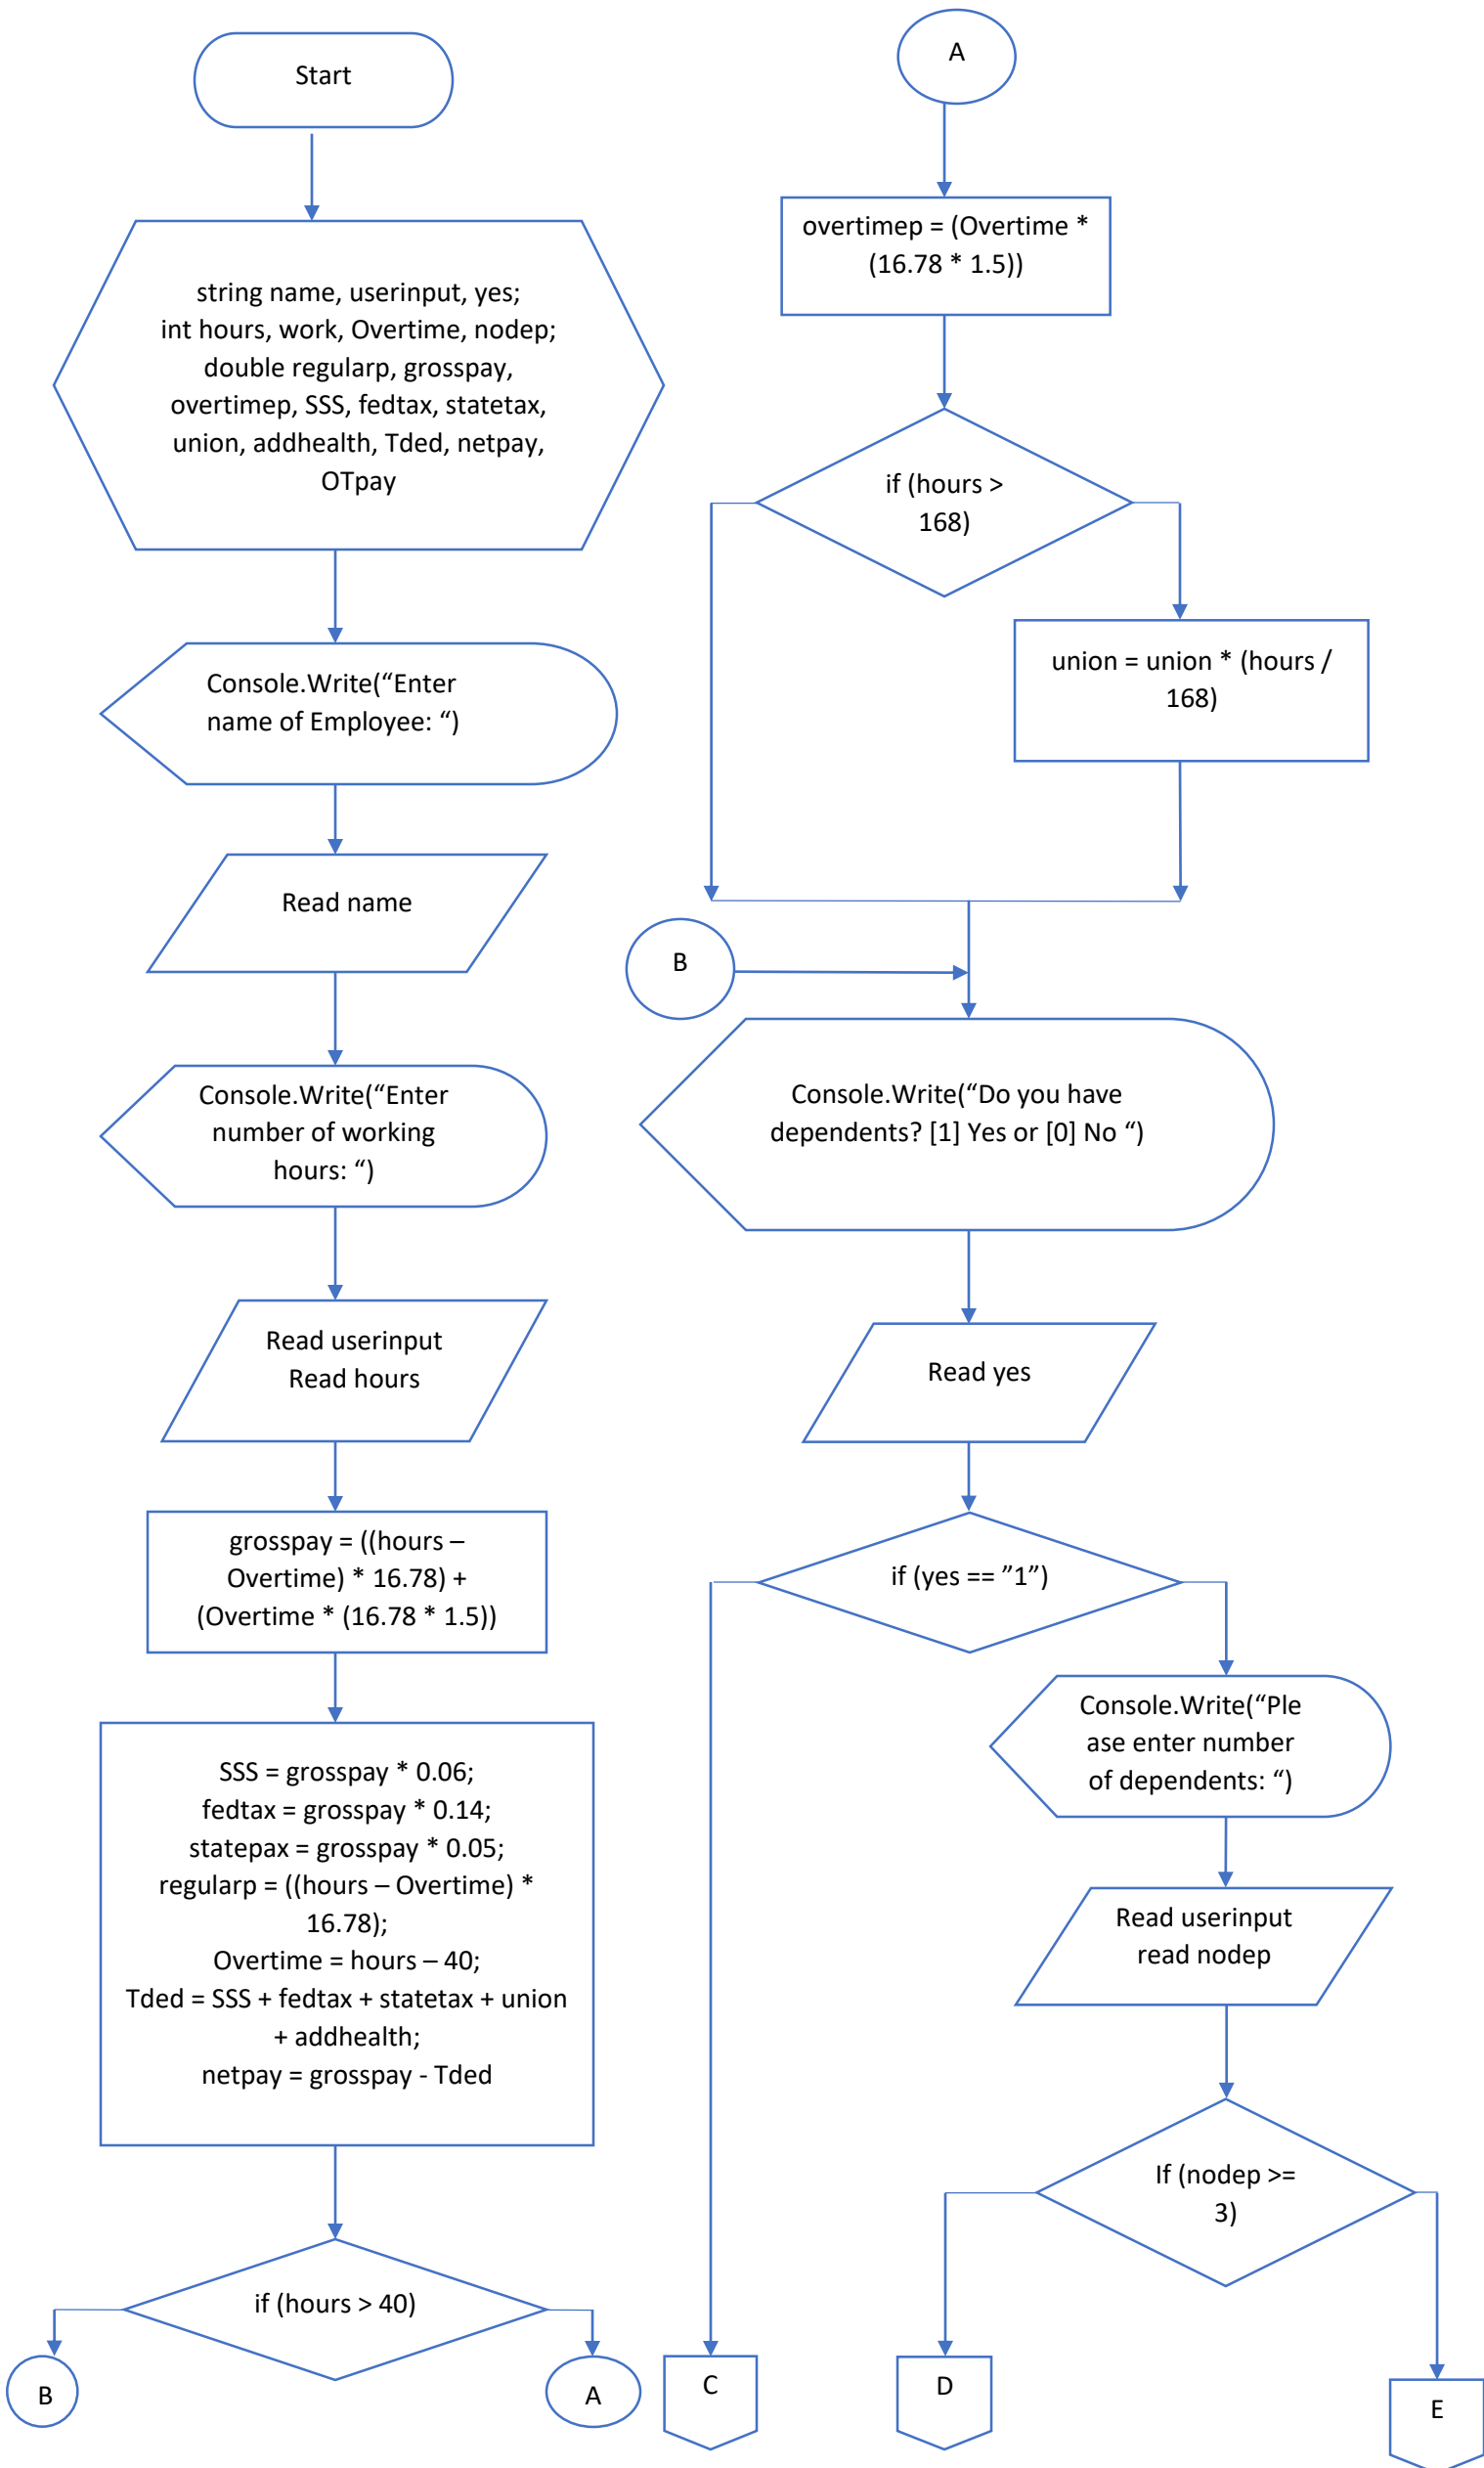 Start
string name, userinput, yes;
int hours, work, Overtime, nodep;
double regularp, grosspay,
overtimep, SSS, fedtax, statetax,
union, addhealth, Tded, netpay,
OTpay
Console.Write(“Enter
name of Employee: “)
Read name
Console.Write(“Enter
number of working
hours: “)
Read userinput
Read hours
grosspay = ((hours –
Overtime) * 16.78) +
(Overtime * (16.78 * 1.5))
SSS = grosspay * 0.06;
fedtax = grosspay * 0.14;
statepax = grosspay * 0.05;
regularp = ((hours – Overtime) *
16.78);
Overtime = hours – 40;
Tded = SSS + fedtax + statetax + union
+ addhealth;
netpay = grosspay - Tded
if (hours > 40)
B
A
A
overtimep = (Overtime *
(16.78 * 1.5))
if (hours >
168)
union = union * (hours /
168)
B
Console.Write(“Do you have
dependents? [1] Yes or [0] No “)
Read yes
if (yes == ”1”)
Console.Write(“Ple
ase enter number
of dependents: “)
Read userinput
read nodep
If (nodep >=
3)
C
D
E